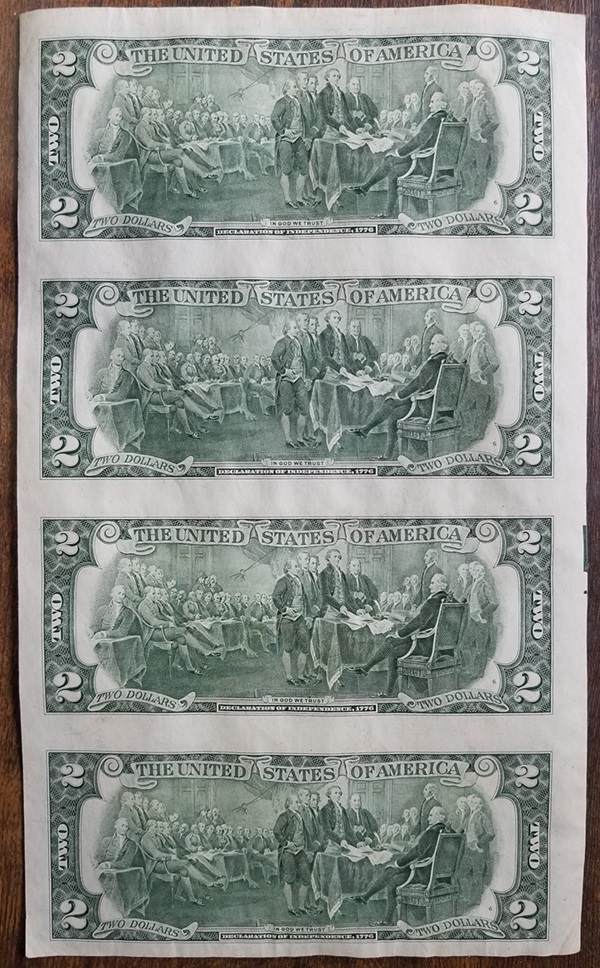 2 THE UNITED STATES OF AMERICA 2
TWO TWO
2 TWO DOLLARS IN GOD WE TRUST TWO DOLLARS 2
DECLARATION OF INDEPENDENCE, 1776
2 THE UNITED STATES OF AMERICA 2
TWO TWO
2 TWO DOLLARS IN GOD WE TRUST TWO DOLLARS 2
DECLARATION OF INDEPENDENCE, 1776
2 THE UNITED STATES OF AMERICA 2
TWO TWO
2 TWO DOLLARS IN GOD WE TRUST TWO DOLLARS 2
DECLARATION OF INDEPENDENCE, 1776
2 THE UNITED STATES OF AMERICA 2
TWO TWO
2 TWO DOLLARS IN GOD WE TRUST TWO DOLLARS 2
DECLARATION OF INDEPENDENCE, 1776